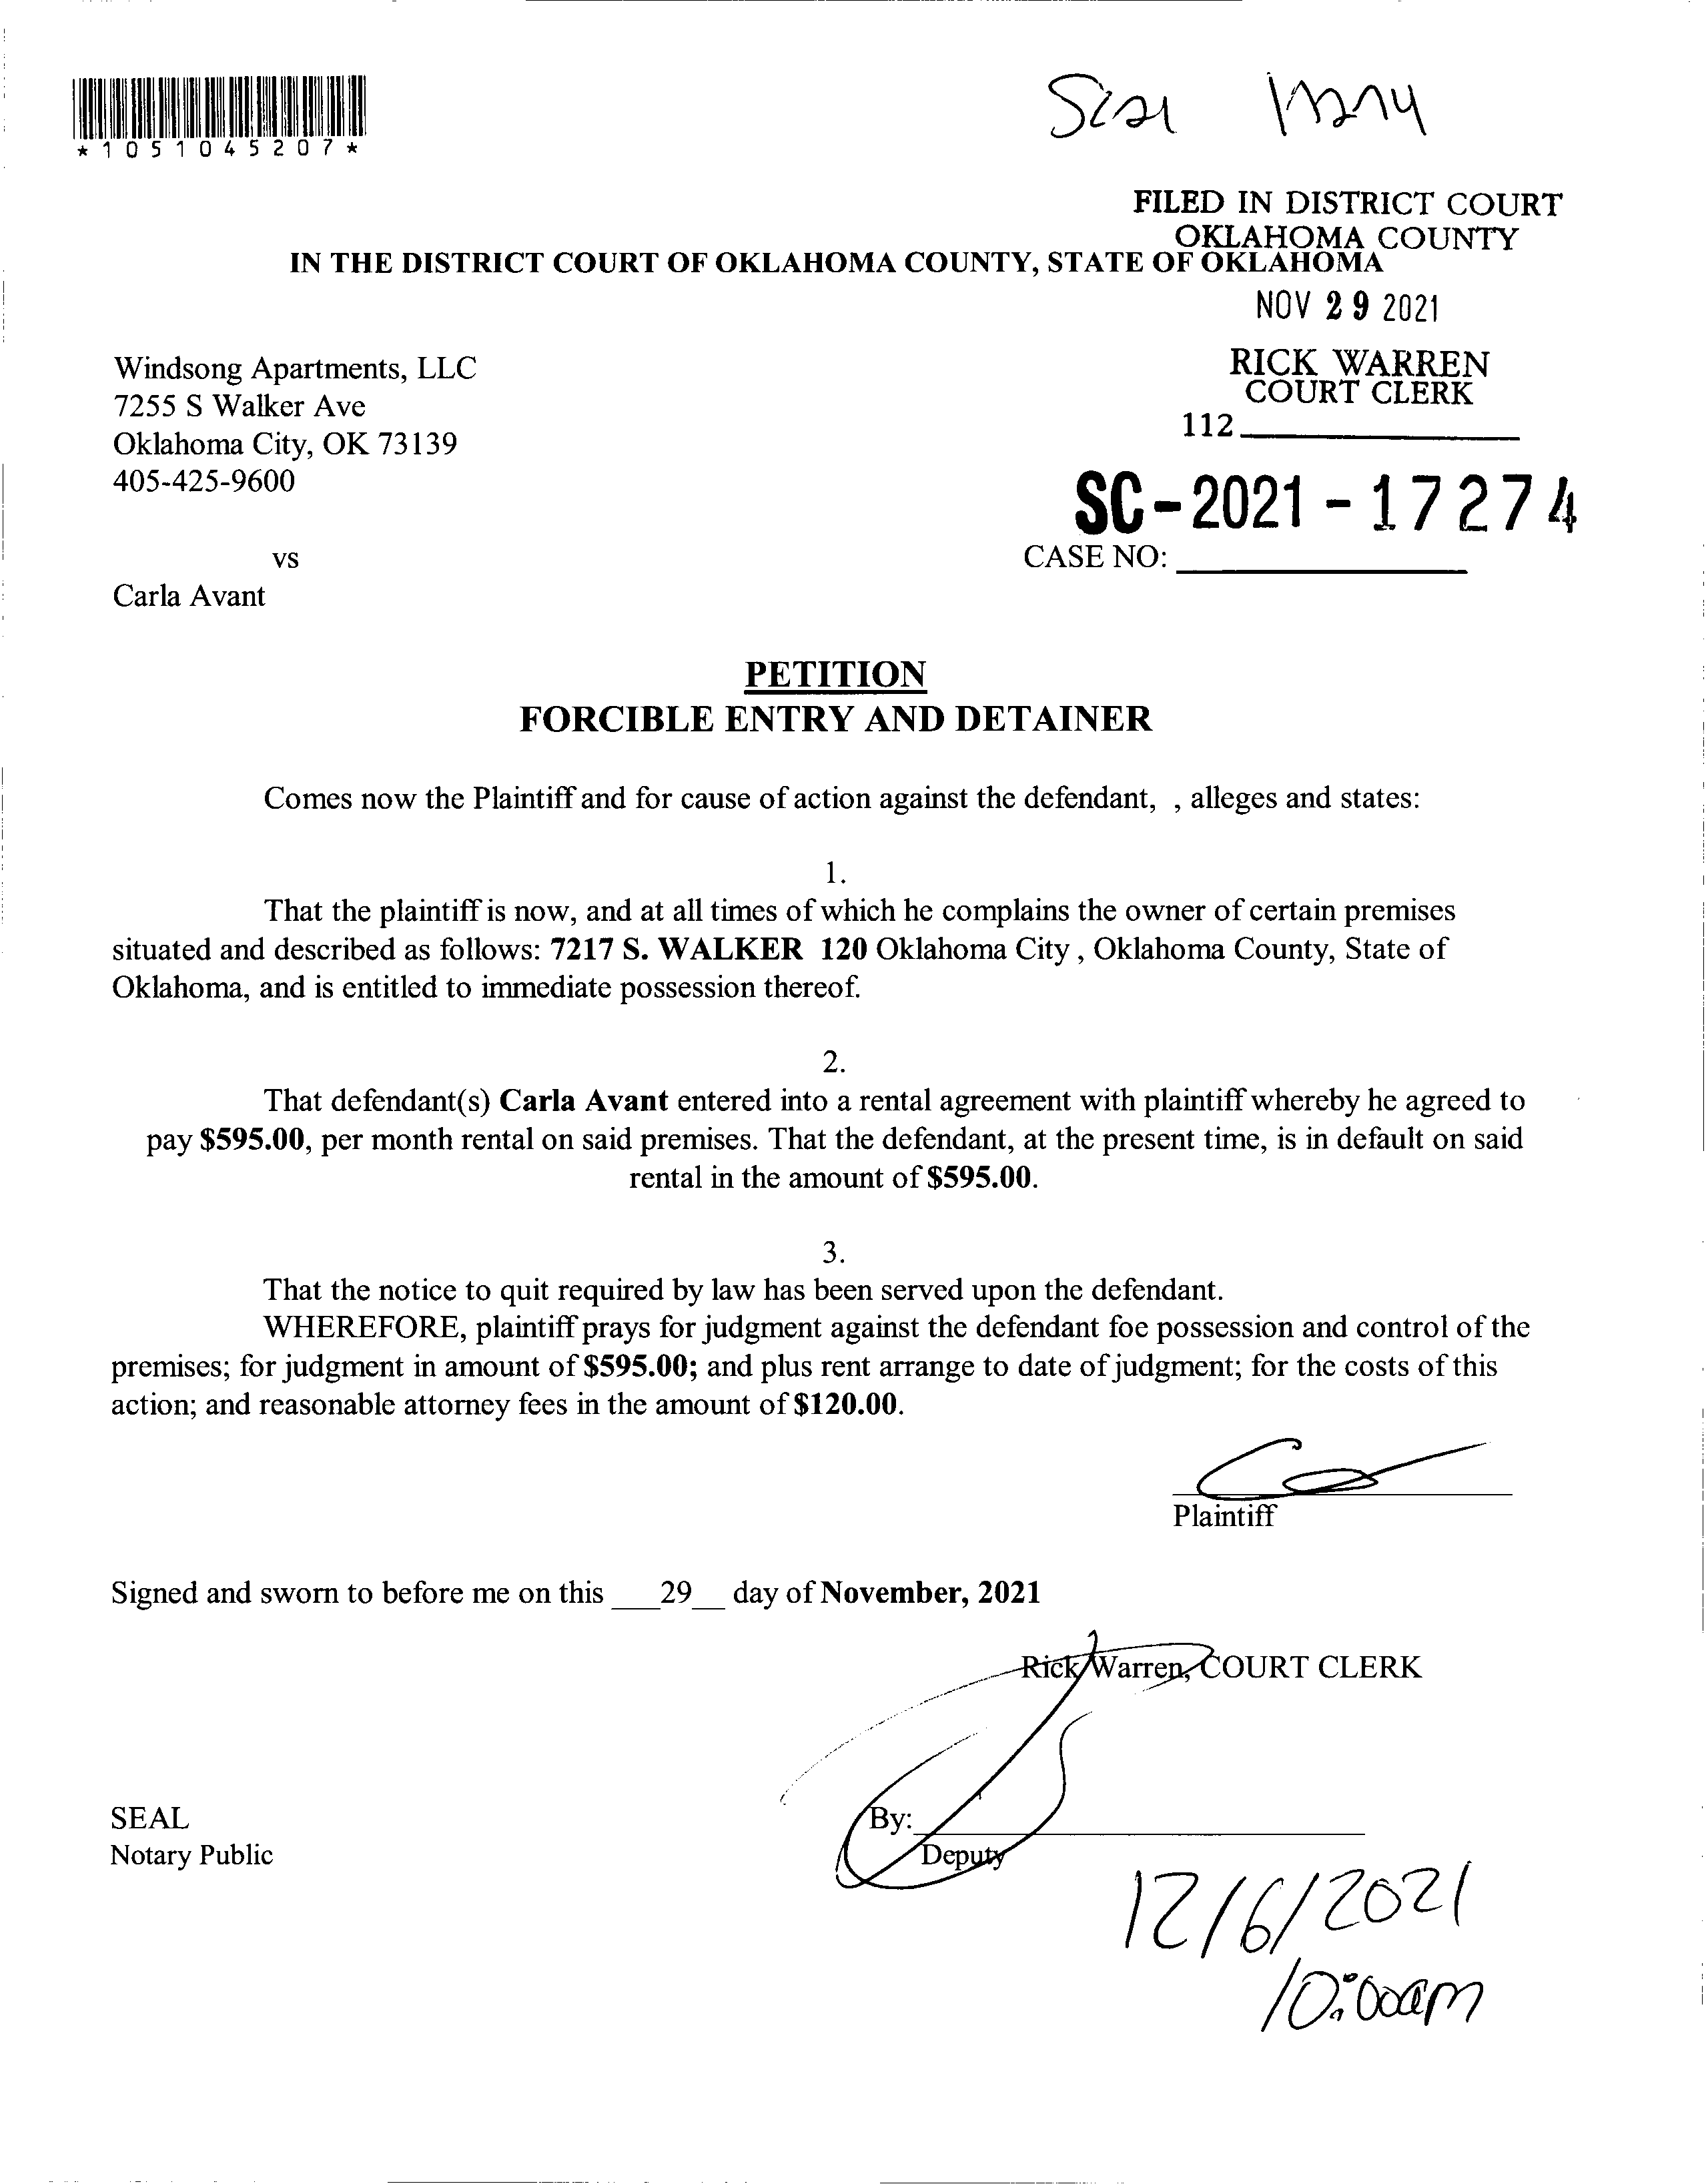 *1051045207*
FILED IN DISTRICT COURT
OKLAHOMA COUNTY
IN THE DISTRICT COURT OF OKLAHOMA COUNTY, STATE OF OKLAHOMA
NOV 29 2021
Windsong Apartments, LLC
7255 S Walker Ave
Oklahoma City, OK 73139
405-425-9600
RICK WARREN
COURT CLERK
112
SC-2021-17274
CASE NO:
vs
Carla Avant
PETITION
FORCIBLE ENTRY AND DETAINER
Comes now the Plaintiff and for cause of action against the defendant, , alleges and states:
1.
That the plaintiff is now, and at all times of which he complains the owner of certain premises
situated and described as follows: 7217 S. WALKER 120 Oklahoma City , Oklahoma County, State of
Oklahoma, and is entitled to immediate possession thereof.
2.
That defendant(s) Carla Avant entered into a rental agreement with plaintiff whereby he agreed to
pay $595.00, per month rental on said premises. That the defendant, at the present time, is in default on said
rental in the amount of $595.00.
3.
That the notice to quit required by law has been served upon the defendant.
WHEREFORE, plaintiff prays for judgment against the defendant foe possession and control of the
premises; for judgment in amount of $595.00; and plus rent arrange to date of judgment; for the costs of this
action; and reasonable attorney fees in the amount of $120.00.
Plaintiff
Signed and sworn to before me on this 29 day of November, 2021
Rick Warren, COURT CLERK
SEAL
Notary Public
By:
Deputy
12/6/2021
10:00am